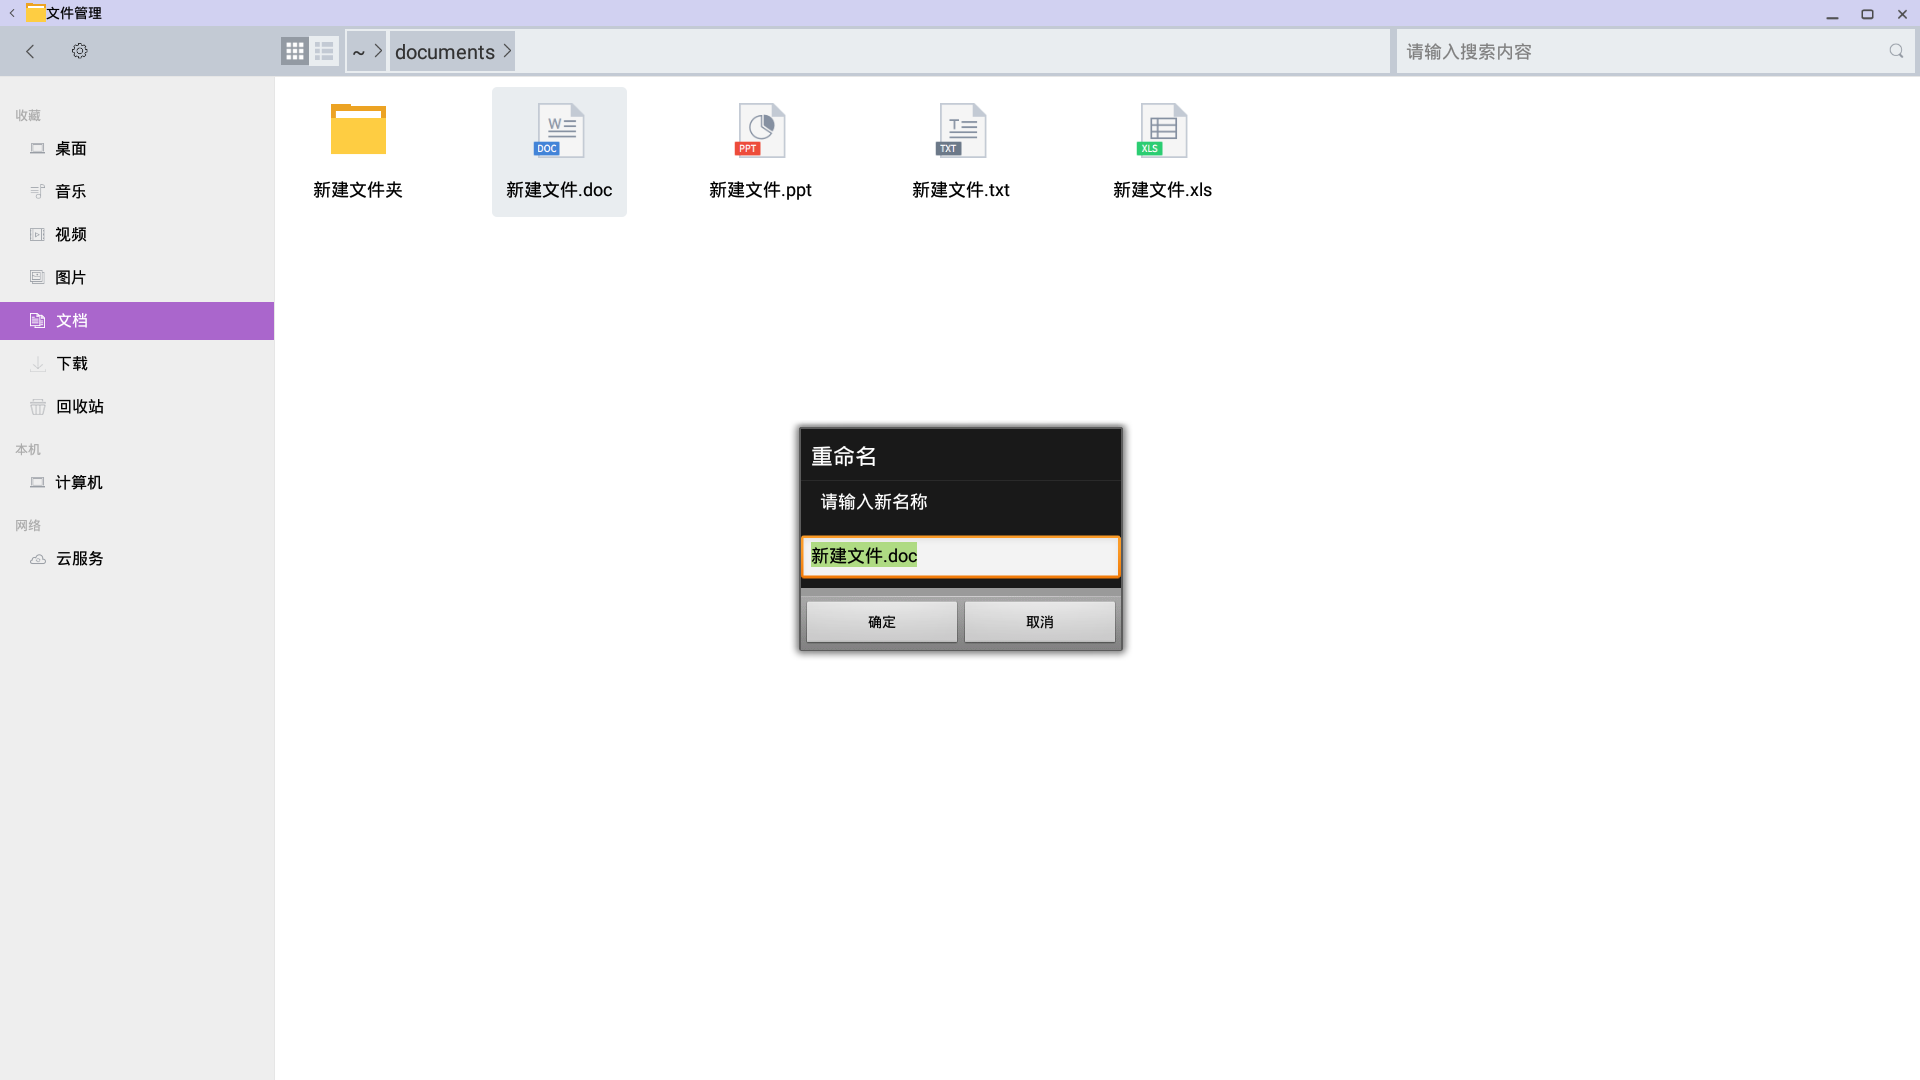 文件管理
~
documents
请输入搜索内容
收藏
桌面
音乐
视频
图片
文档
下载
回收站
本机
计算机
网络
云服务
W
DOC
PPT
T
TXT
XLS
新建文件夹
新建文件.doc
新建文件.ppt
新建文件.txt
新建文件.xls
重命名
请输入新名称
新建文件.doc
确定
取消